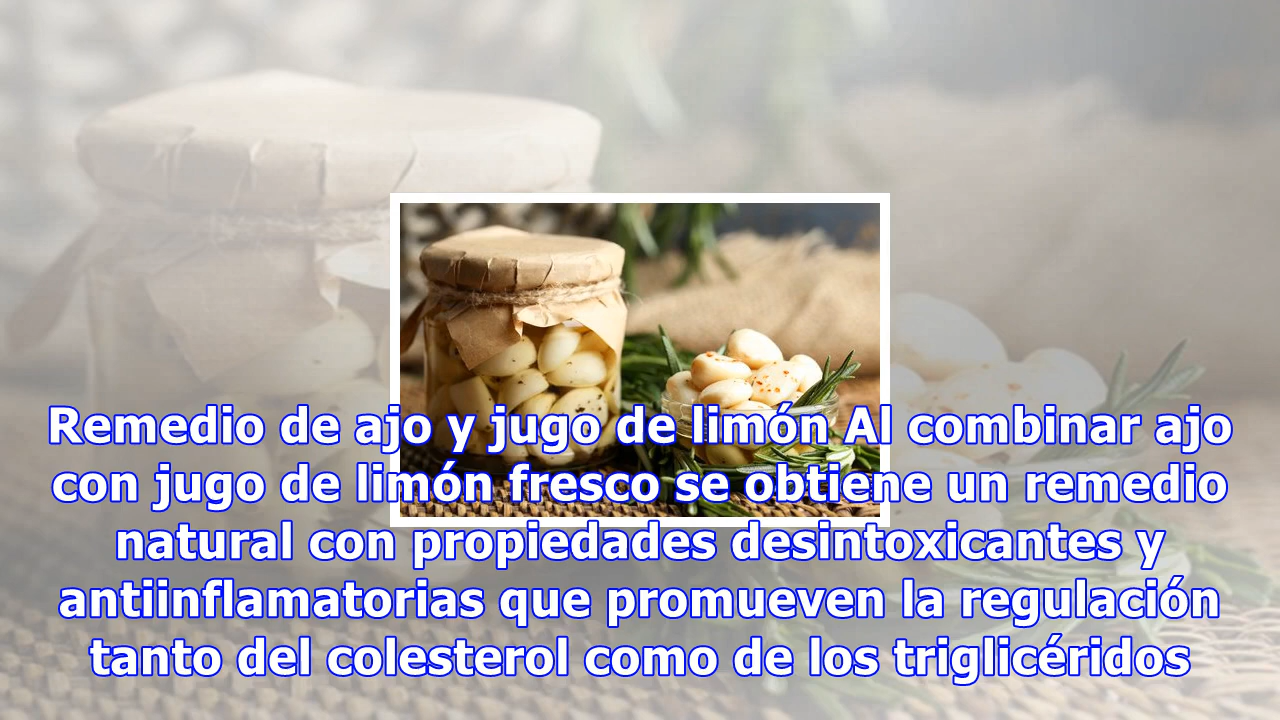 Remedio de ajo y jugo de limón Al combinar ajo
con jugo de limón fresco se obtiene un remedio
natural con propiedades desintoxicantes y
antiinflamatorias que promueven la regulación
tanto del colesterol como de los triglicéridos